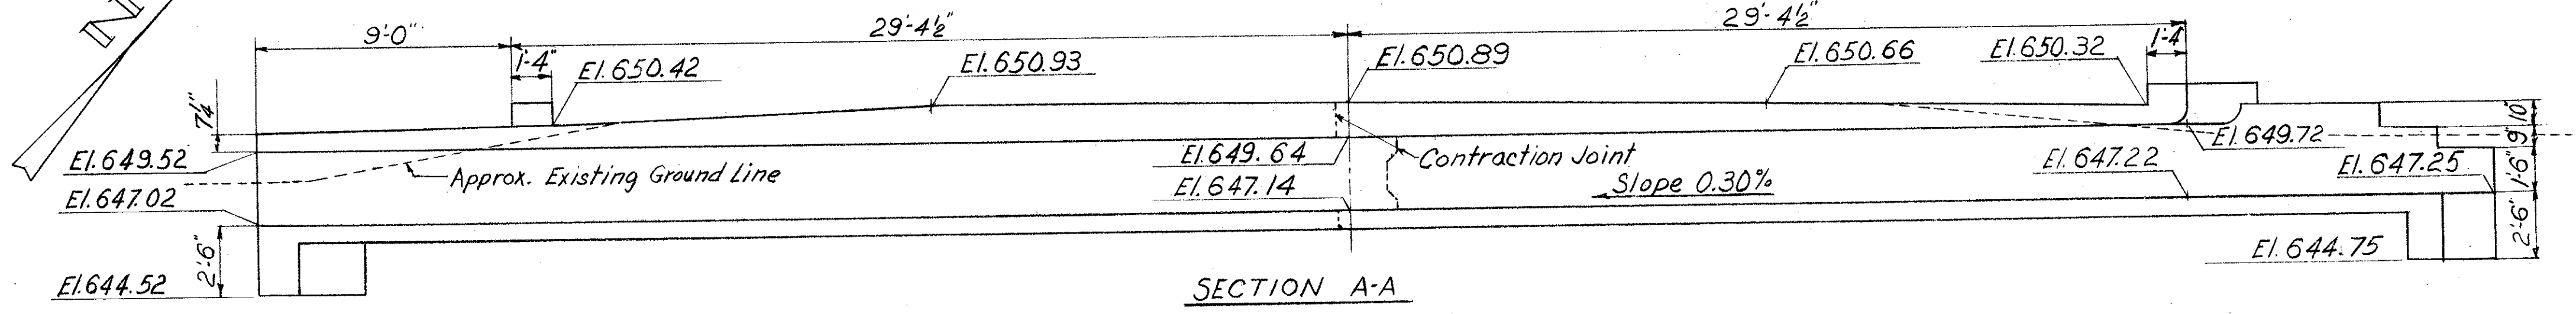 N
9'-0"
29'-4½"
29'-4½"
1'-4"
1'-4"
El. 650.42
El. 650.93
El. 650.89
El. 650.66
El. 650.32
7¼"
10"
9"
1'-6"
2'-6"
El. 649.52
Approx. Existing Ground Line
El. 649.64
Contraction Joint
El. 649.72
El. 647.22
El. 647.25
El. 647.02
El. 647.14
Slope 0.30%
2'-6"
El. 644.52
El. 644.75
SECTION A-A